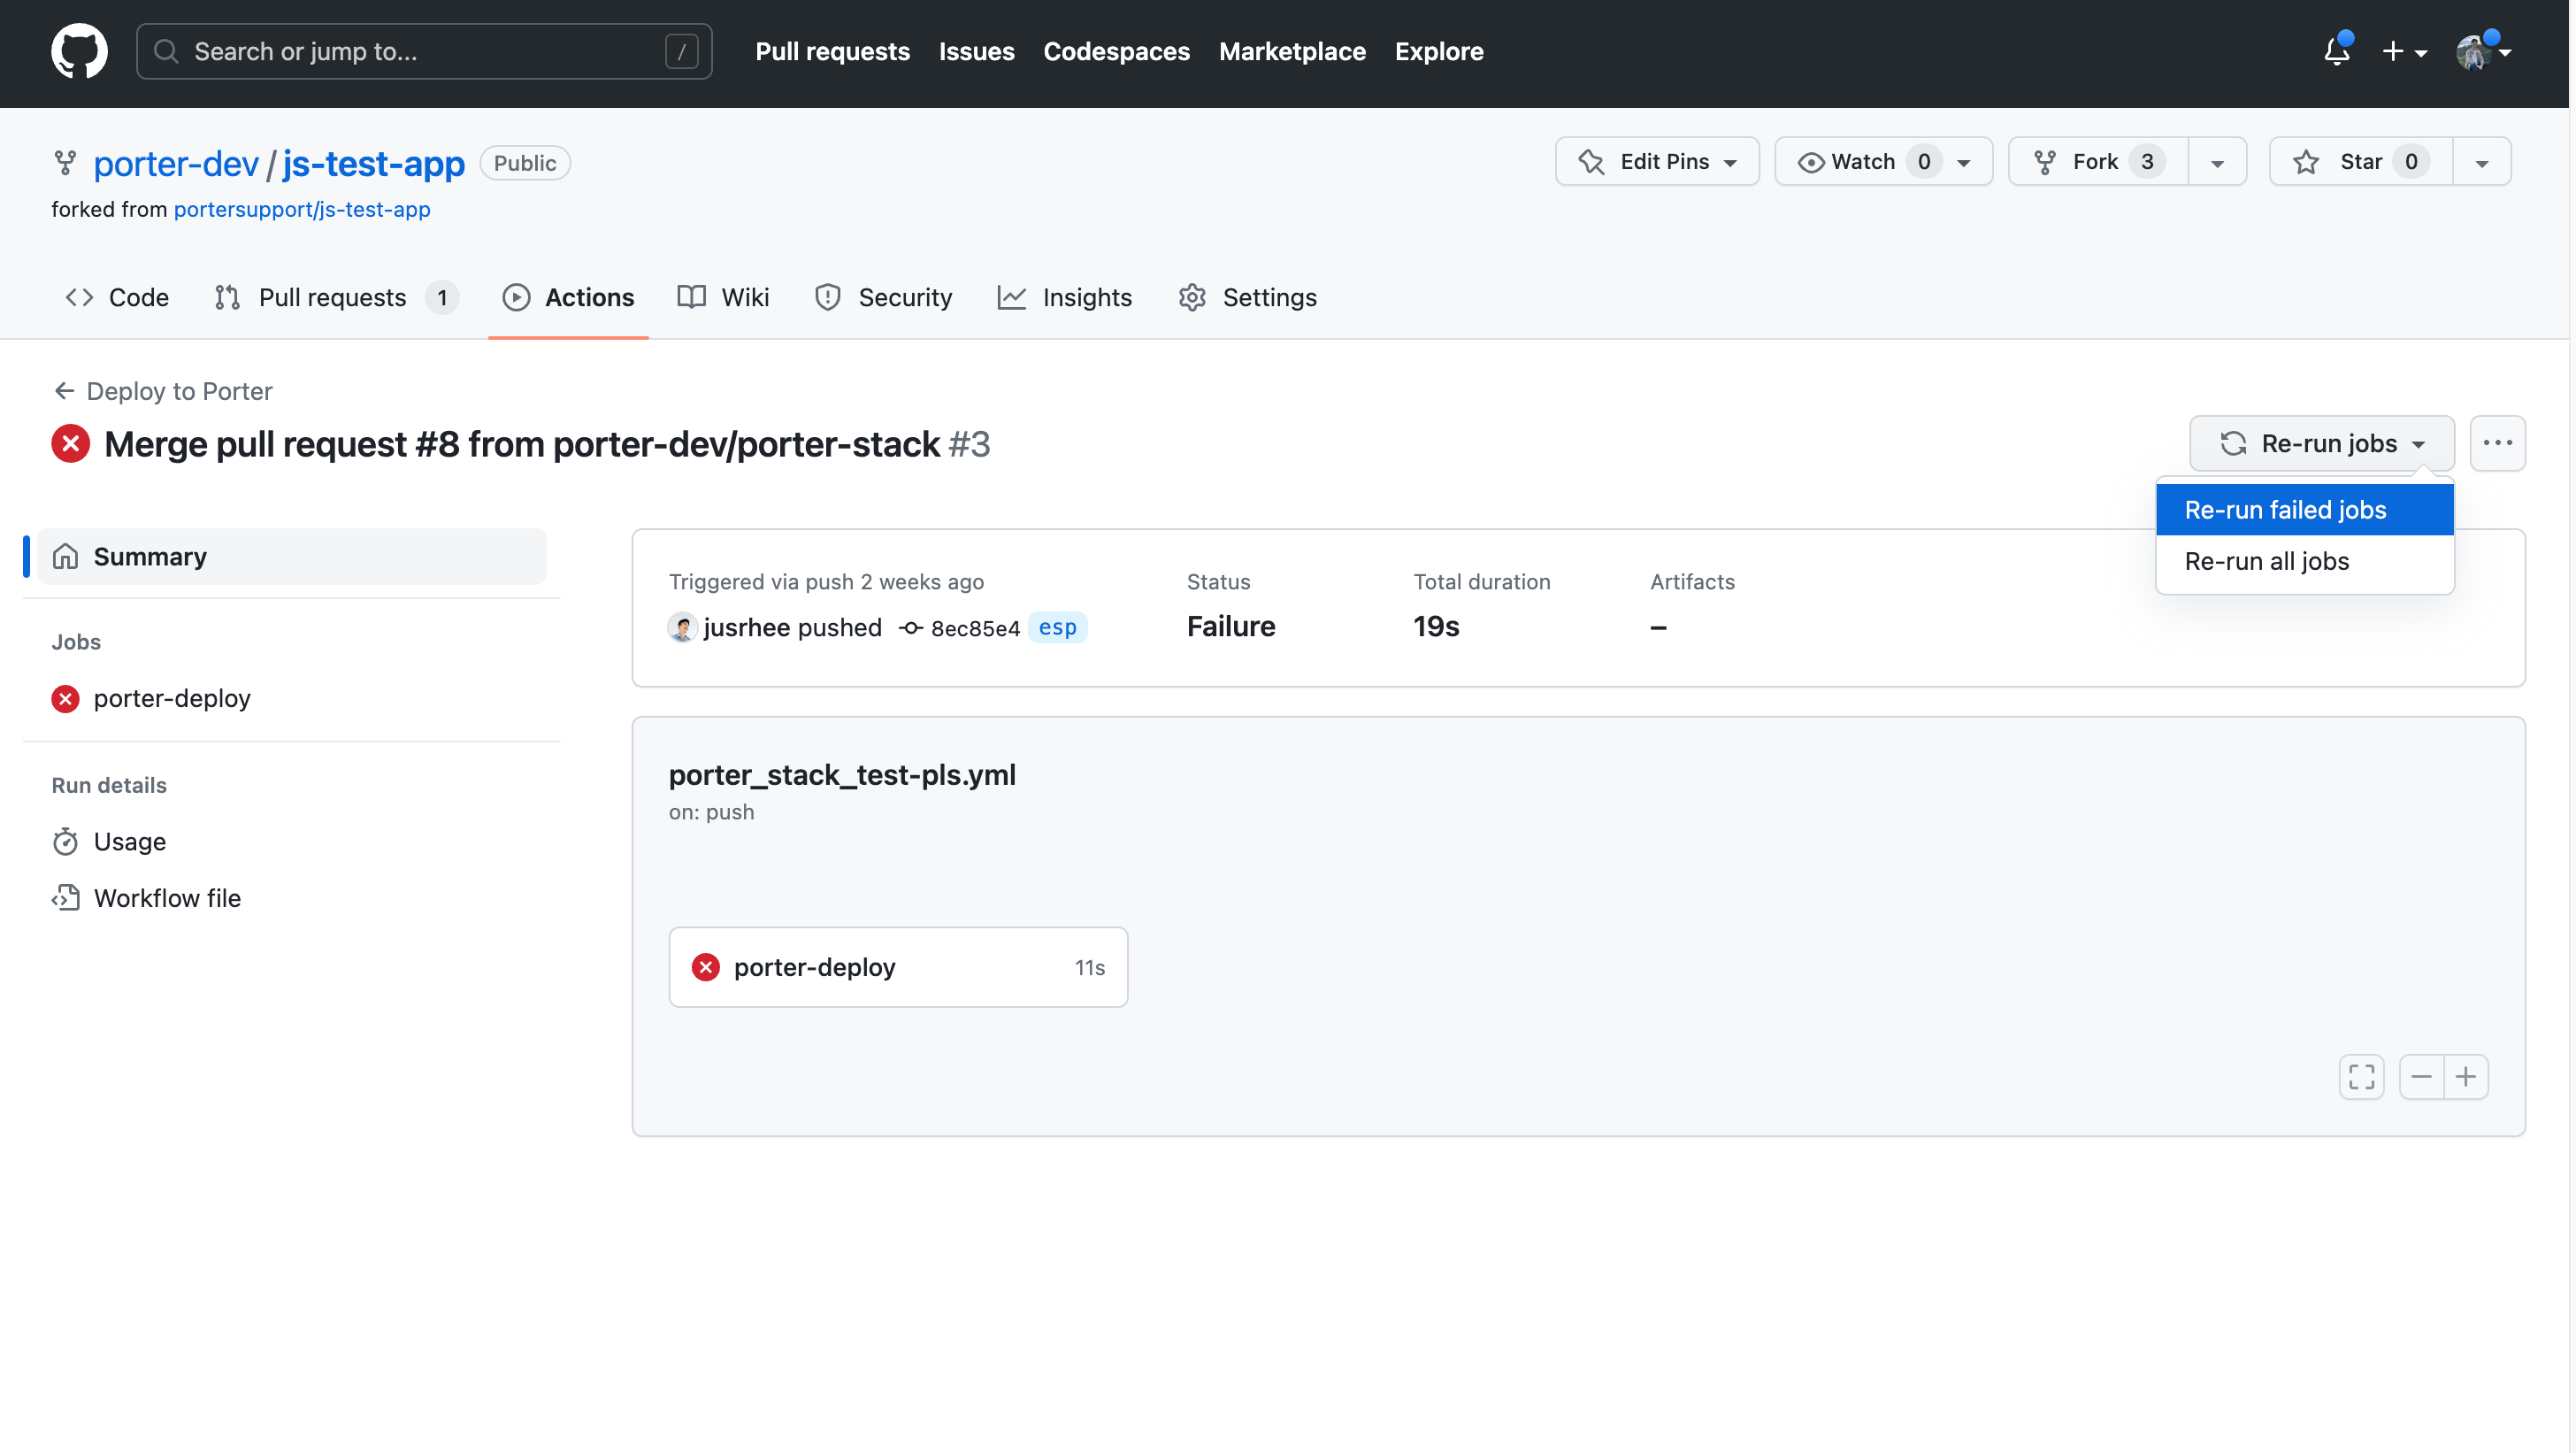 Search or jump to... / Pull requests Issues Codespaces Marketplace Explore
porter-dev / js-test-app Public Edit Pins Watch 0 Fork 3 Star 0
forked from portersupport/js-test-app
Code Pull requests 1 Actions Wiki Security Insights Settings
Deploy to Porter
Merge pull request #8 from porter-dev/porter-stack #3 Re-run jobs
Re-run failed jobs
Re-run all jobs
Summary
Jobs
porter-deploy
Run details
Usage
Workflow file
Triggered via push 2 weeks ago Status Total duration Artifacts
jusrhee pushed 8ec85e4 esp Failure 19s –
porter_stack_test-pls.yml
on: push
porter-deploy 11s